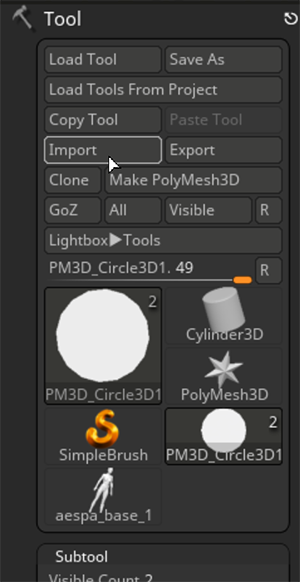 Tool
Load Tool Save As
Load Tools From Project
Copy Tool Paste Tool
Import Export
Clone Make PolyMesh3D
GoZ All Visible R
Lightbox▶Tools
PM3D_Circle3D1. 49 R
2
Cylinder3D
PM3D_Circle3D1 PolyMesh3D
2
SimpleBrush PM3D_Circle3D1
aespa_base_1
Subtool
Visible Count 2